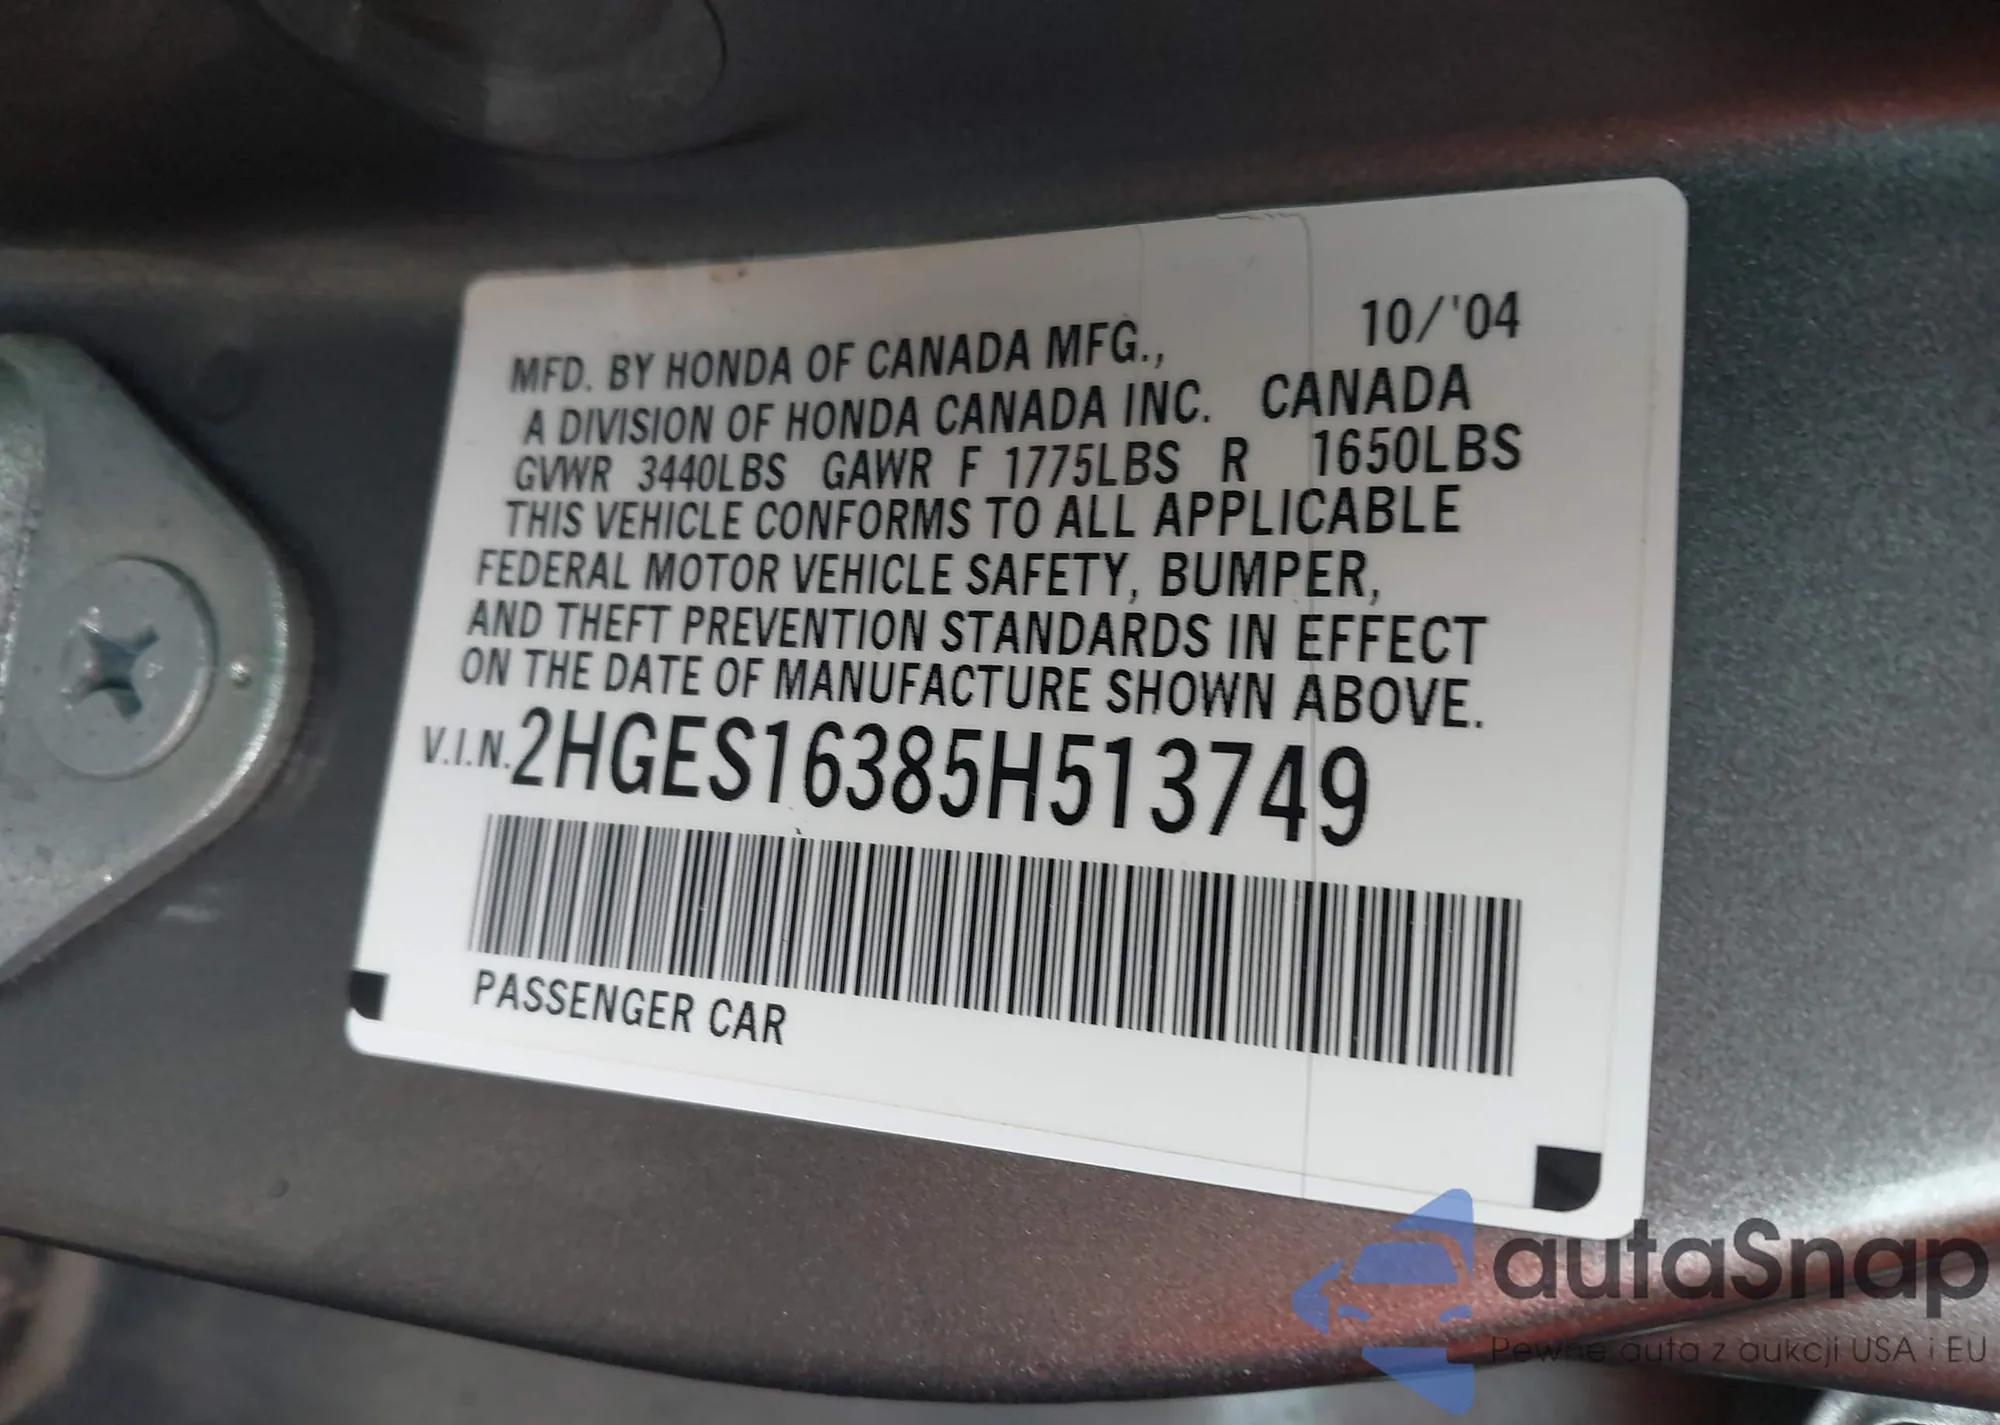 10/'04
MFD. BY HONDA OF CANADA MFG.,
A DIVISION OF HONDA CANADA INC. CANADA
GVWR 3440LBS GAWR F 1775LBS R 1650LBS
THIS VEHICLE CONFORMS TO ALL APPLICABLE
FEDERAL MOTOR VEHICLE SAFETY, BUMPER,
AND THEFT PREVENTION STANDARDS IN EFFECT
ON THE DATE OF MANUFACTURE SHOWN ABOVE.
V.I.N. 2HGES16385H513749
PASSENGER CAR
autaSnap
Pewne auta z aukcji USA i EU